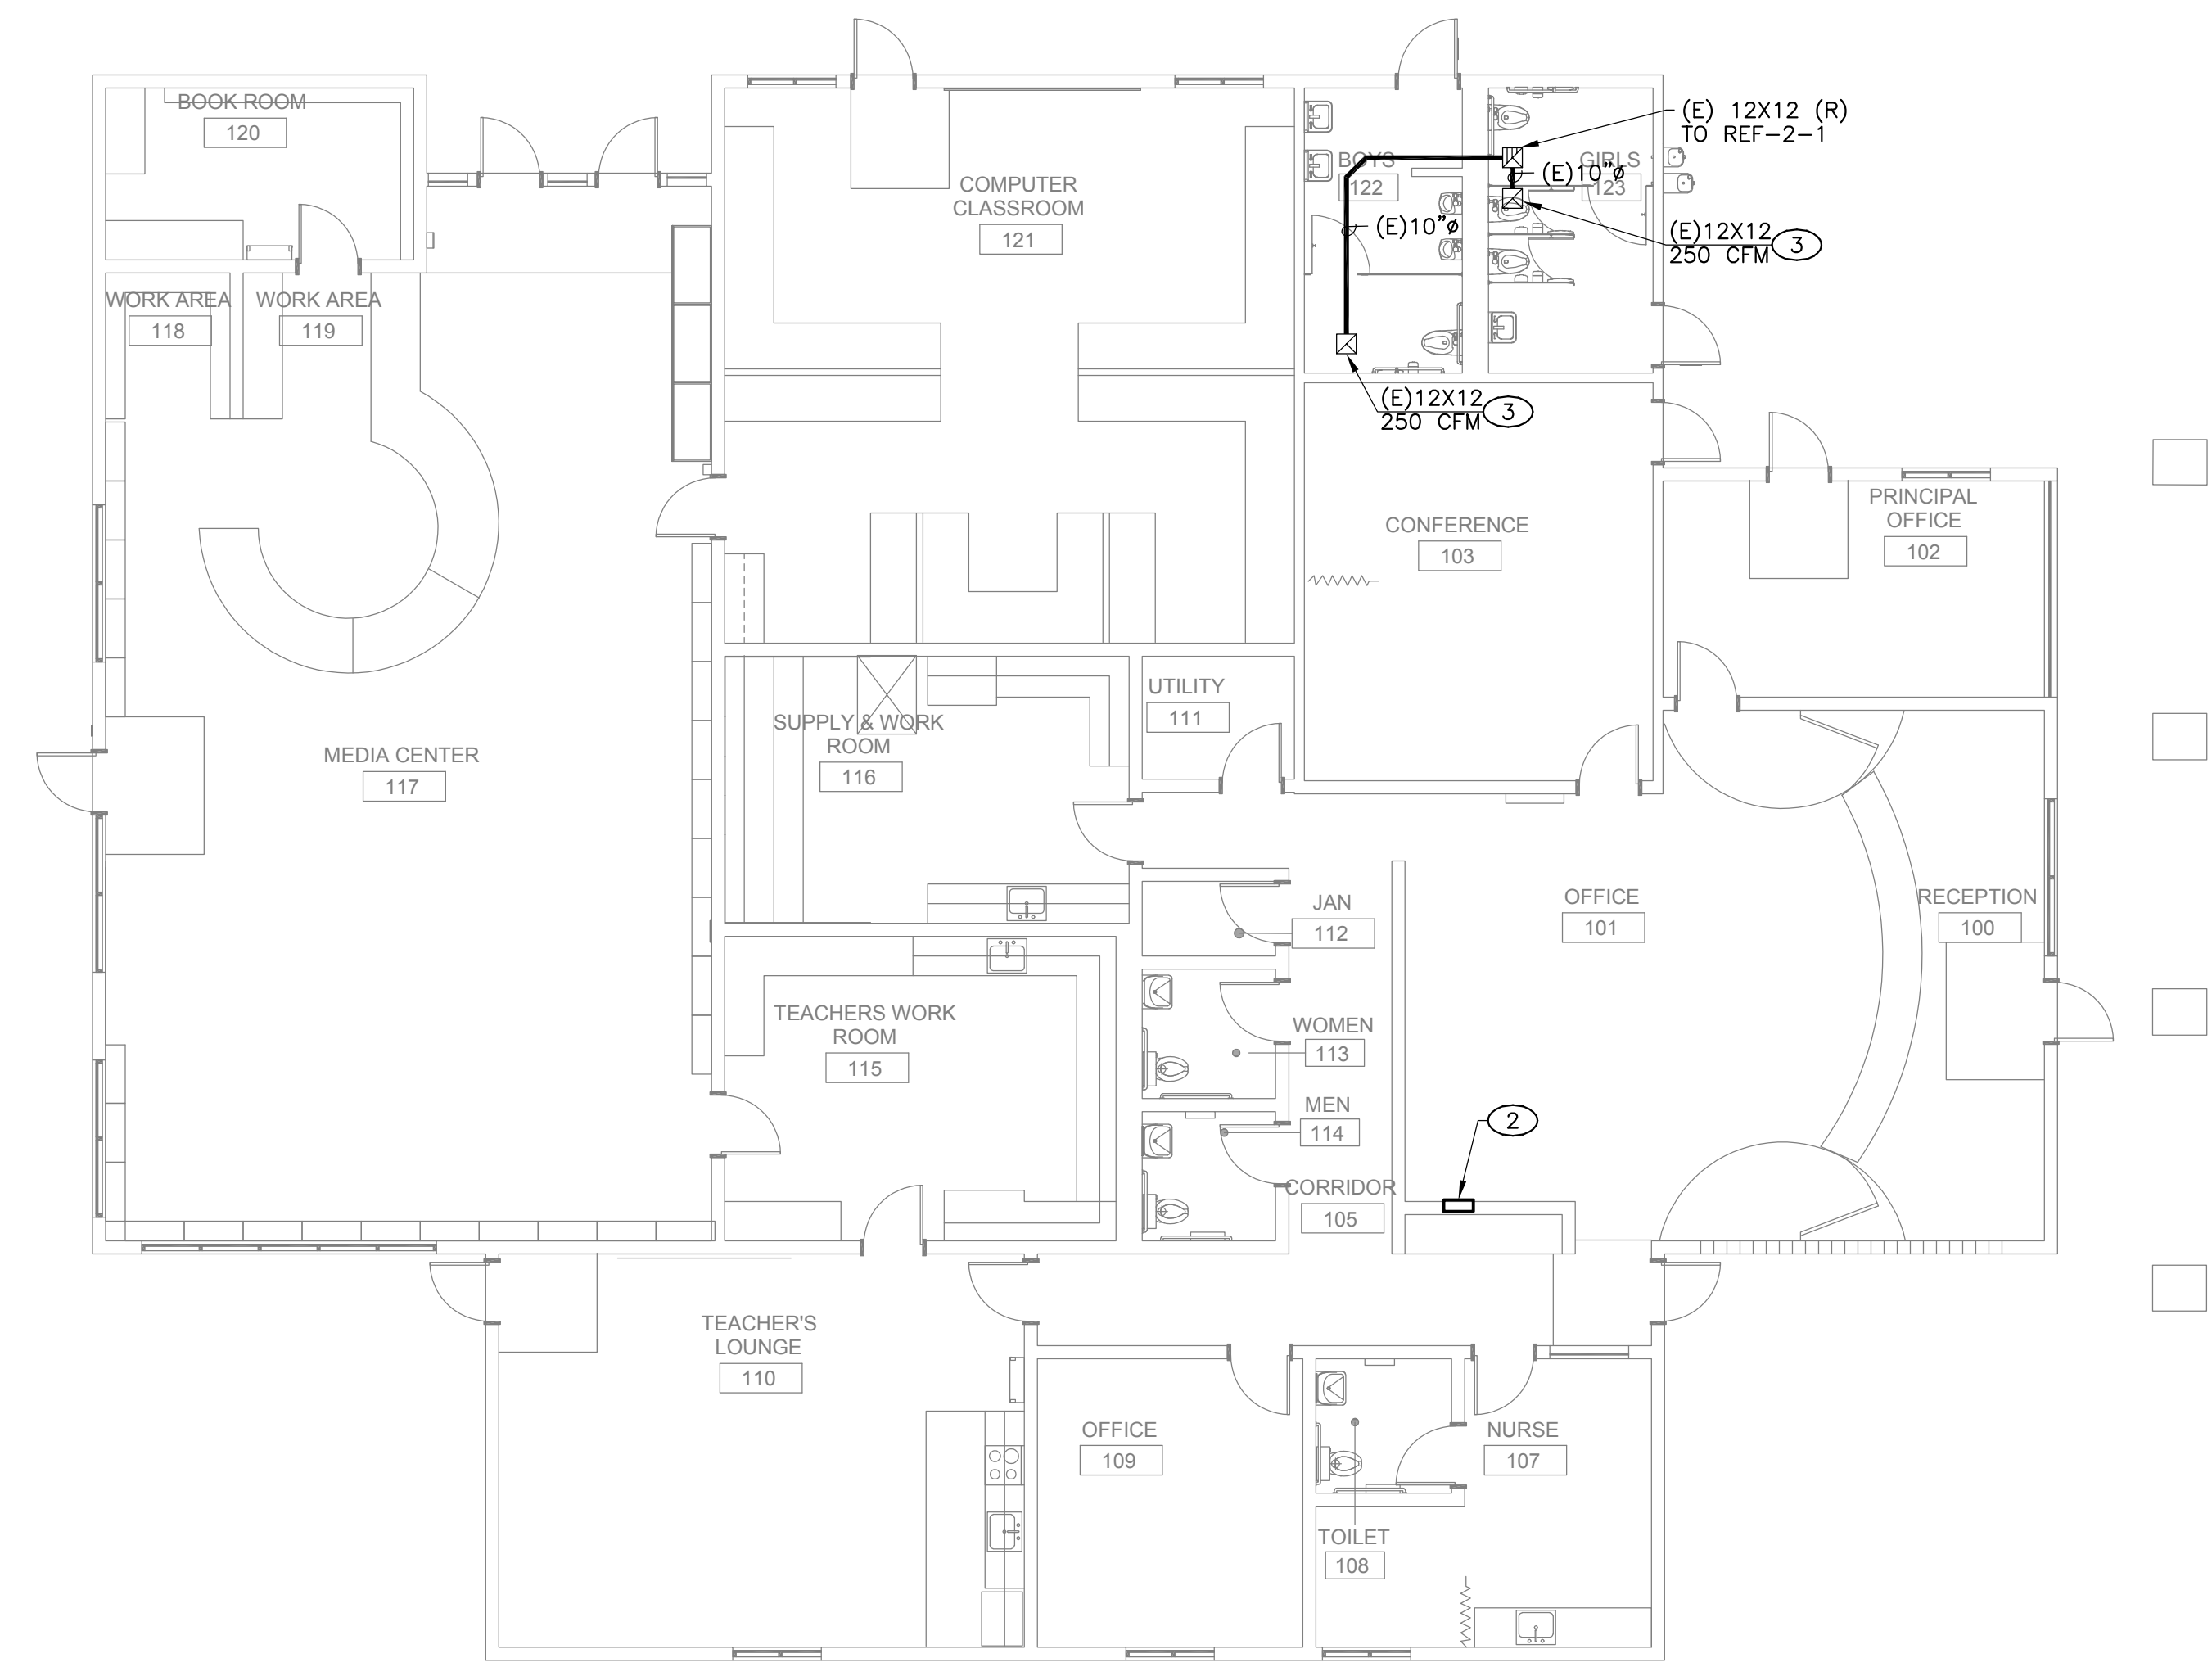 BOOK ROOM
120
(E) 12X12 (R)
TO REF-2-1
BOYS
122
GIRLS
123
(E)10"ø
COMPUTER
CLASSROOM
121
(E)10"ø
(E)12X12
250 CFM
3
WORK AREA
118
WORK AREA
119
(E)12X12
250 CFM
3
PRINCIPAL
OFFICE
102
CONFERENCE
103
UTILITY
111
SUPPLY & WORK
ROOM
116
MEDIA CENTER
117
JAN
112
OFFICE
101
RECEPTION
100
TEACHERS WORK
ROOM
115
WOMEN
113
MEN
114
2
CORRIDOR
105
TEACHER'S
LOUNGE
110
OFFICE
109
NURSE
107
TOILET
108